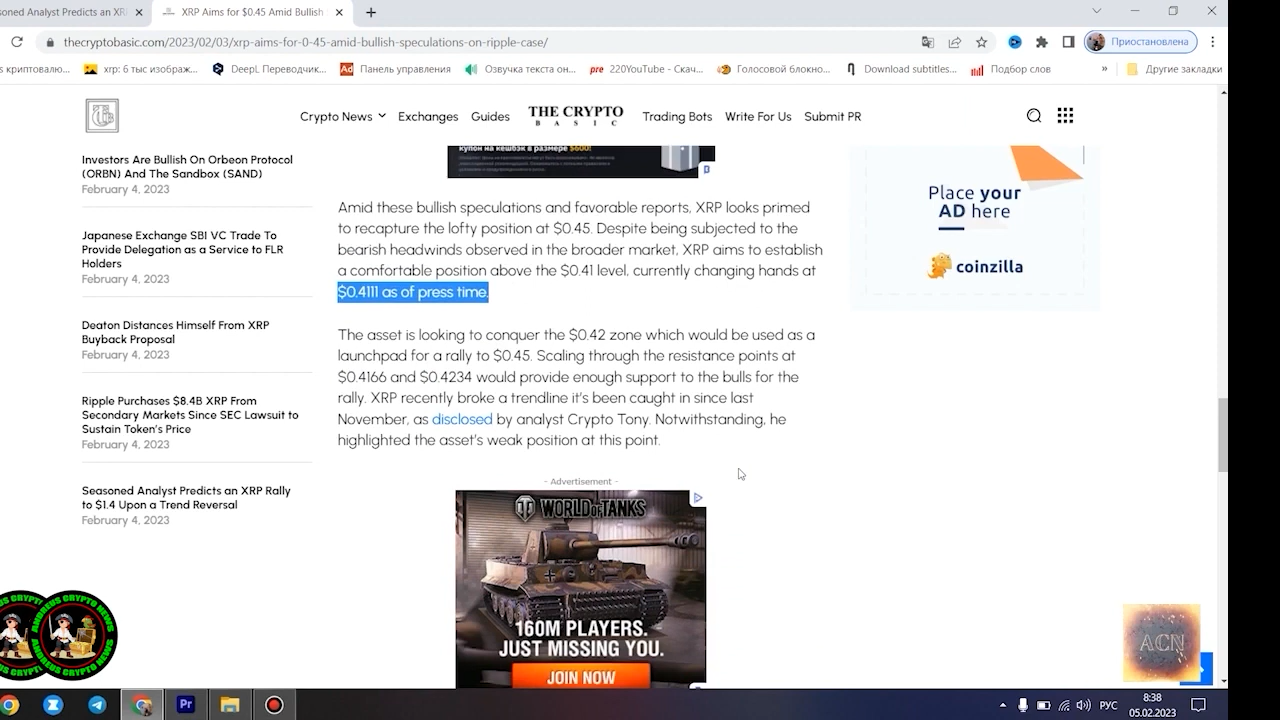 soned Analyst Predicts an XR
XRP Aims for $0.45 Amid Bullish
thecryptobasic.com/2023/02/03/xrp-aims-for-0-45-amid-bullish-speculations-on-ripple-case/
Приостановлена
s криптовалю...
xrp: 6 тыс изображ...
DeepL Переводчик...
Ad
Панель управления
Озвучка текста он...
pre
220YouTube - Скач...
Голосовой блокно...
Download subtitles...
Подбор слов
»
Другие закладки
Crypto News
Exchanges
Guides
THE CRYPTO
BASIC
Trading Bots
Write For Us
Submit PR
купон на кешбэк в размере $600!
Investors Are Bullish On Orbeon Protocol
(ORBN) And The Sandbox (SAND)
February 4, 2023
Japanese Exchange SBI VC Trade To
Provide Delegation as a Service to FLR
Holders
February 4, 2023
Deaton Distances Himself From XRP
Buyback Proposal
February 4, 2023
Ripple Purchases $8.4B XRP From
Secondary Markets Since SEC Lawsuit to
Sustain Token's Price
February 4, 2023
Seasoned Analyst Predicts an XRP Rally
to $1.4 Upon a Trend Reversal
February 4, 2023
Amid these bullish speculations and favorable reports, XRP looks primed
to recapture the lofty position at $0.45. Despite being subjected to the
bearish headwinds observed in the broader market, XRP aims to establish
a comfortable position above the $0.41 level, currently changing hands at
$0.4111 as of press time.
The asset is looking to conquer the $0.42 zone which would be used as a
launchpad for a rally to $0.45. Scaling through the resistance points at
$0.4166 and $0.4234 would provide enough support to the bulls for the
rally. XRP recently broke a trendline it's been caught in since last
November, as disclosed by analyst Crypto Tony. Notwithstanding, he
highlighted the asset's weak position at this point.
- Advertisement -
WORLD OF TANKS
160M PLAYERS.
JUST MISSING YOU.
JOIN NOW
Place your
AD here
coinzilla
ANDREUS CRYPTO NEWS
ACN
Pr
РУС
8:38
05.02.2023